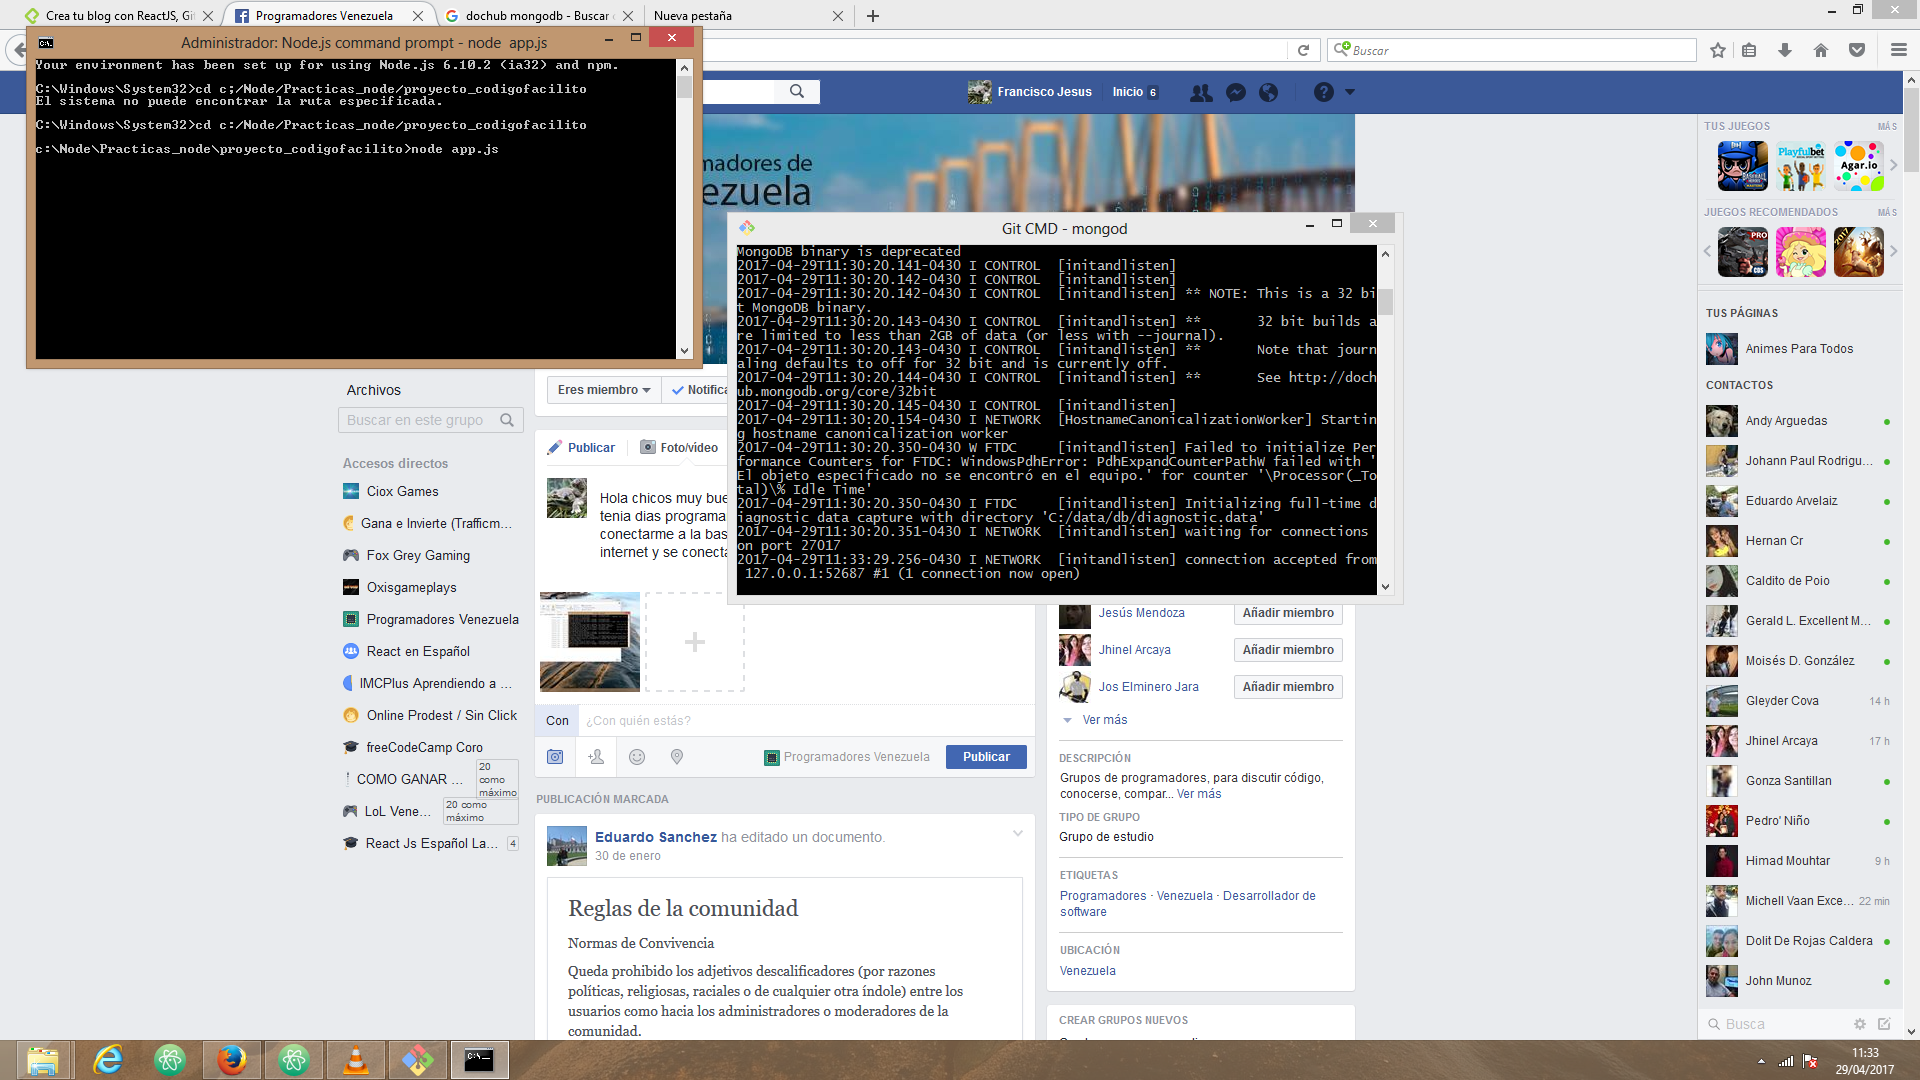 Crea tu blog con ReactJS, Gi
Programadores Venezuela
dochub mongodb - Buscar
Nueva pestaña
Buscar
Administrador: Node.js command prompt - node  app.js
Your environment has been set up for using Node.js 6.10.2 (ia32) and npm.
C:\Windows\System32>cd c;/Node/Practicas_node/proyecto_codigofacilito
El sistema no puede encontrar la ruta especificada.
C:\Windows\System32>cd c:/Node/Practicas_node/proyecto_codigofacilito
c:\Node\Practicas_node\proyecto_codigofacilito>node app.js
Francisco Jesus
Inicio 6
madores de
ezuela
Git CMD - mongod
MongoDB binary is deprecated
2017-04-29T11:30:20.141-0430 I CONTROL  [initandlisten]
2017-04-29T11:30:20.142-0430 I CONTROL  [initandlisten]
2017-04-29T11:30:20.142-0430 I CONTROL  [initandlisten] ** NOTE: This is a 32 bi
t MongoDB binary.
2017-04-29T11:30:20.143-0430 I CONTROL  [initandlisten] **       32 bit builds a
re limited to less than 2GB of data (or less with --journal).
2017-04-29T11:30:20.143-0430 I CONTROL  [initandlisten] **       Note that journ
aling defaults to off for 32 bit and is currently off.
2017-04-29T11:30:20.144-0430 I CONTROL  [initandlisten] **       See http://doch
ub.mongodb.org/core/32bit
2017-04-29T11:30:20.145-0430 I CONTROL  [initandlisten]
2017-04-29T11:30:20.154-0430 I NETWORK  [HostnameCanonicalizationWorker] Startin
g hostname canonicalization worker
2017-04-29T11:30:20.350-0430 W FTDC     [initandlisten] Failed to initialize Per
formance Counters for FTDC: WindowsPdhError: PdhExpandCounterPathW failed with '
El objeto especificado no se encontró en el equipo.' for counter '\Processor(_To
tal)\% Idle Time'
2017-04-29T11:30:20.350-0430 I FTDC     [initandlisten] Initializing full-time d
iagnostic data capture with directory 'C:/data/db/diagnostic.data'
2017-04-29T11:30:20.351-0430 I NETWORK  [initandlisten] waiting for connections
on port 27017
2017-04-29T11:33:29.256-0430 I NETWORK  [initandlisten] connection accepted from
127.0.0.1:52687 #1 (1 connection now open)
Archivos
Buscar en este grupo
Accesos directos
Ciox Games
Gana e Invierte (Trafficm...
Fox Grey Gaming
Oxisgameplays
Programadores Venezuela
React en Español
IMCPlus Aprendiendo a ...
Online Prodest / Sin Click
freeCodeCamp Coro
COMO GANAR ...
20 como máximo
LoL Vene...
20 como máximo
React Js Español La...
4
Eres miembro
Notifica
Publicar
Foto/vídeo
Hola chicos muy bue
tenia dias programa
conectarme a la bas
internet y se conecta
Con
¿Con quién estás?
Programadores Venezuela
Publicar
PUBLICACIÓN MARCADA
Eduardo Sanchez ha editado un documento.
30 de enero
Reglas de la comunidad
Normas de Convivencia
Queda prohibido los adjetivos descalificadores (por razones
políticas, religiosas, raciales o de cualquier otra índole) entre los
usuarios como hacia los administradores o moderadores de la
comunidad.
Jesús Mendoza
Añadir miembro
Jhinel Arcaya
Añadir miembro
Jos Elminero Jara
Añadir miembro
Ver más
DESCRIPCIÓN
Grupos de programadores, para discutir código,
conocerse, compar... Ver más
TIPO DE GRUPO
Grupo de estudio
ETIQUETAS
Programadores · Venezuela · Desarrollador de
software
UBICACIÓN
Venezuela
CREAR GRUPOS NUEVOS
TUS JUEGOS
MÁS
Playfulbet
Agar.io
JUEGOS RECOMENDADOS
MÁS
PRO
2017
TUS PÁGINAS
Animes Para Todos
CONTACTOS
Andy Arguedas
Johann Paul Rodrigu...
Eduardo Arvelaiz
Hernan Cr
Caldito de Poio
Gerald L. Excellent M...
Moisés D. González
Gleyder Cova 14 h
Jhinel Arcaya 17 h
Gonza Santillan
Pedro' Niño
Himad Mouhtar 9 h
Michell Vaan Exce... 22 min
Dolit De Rojas Caldera
John Munoz
Busca
11:33
29/04/2017